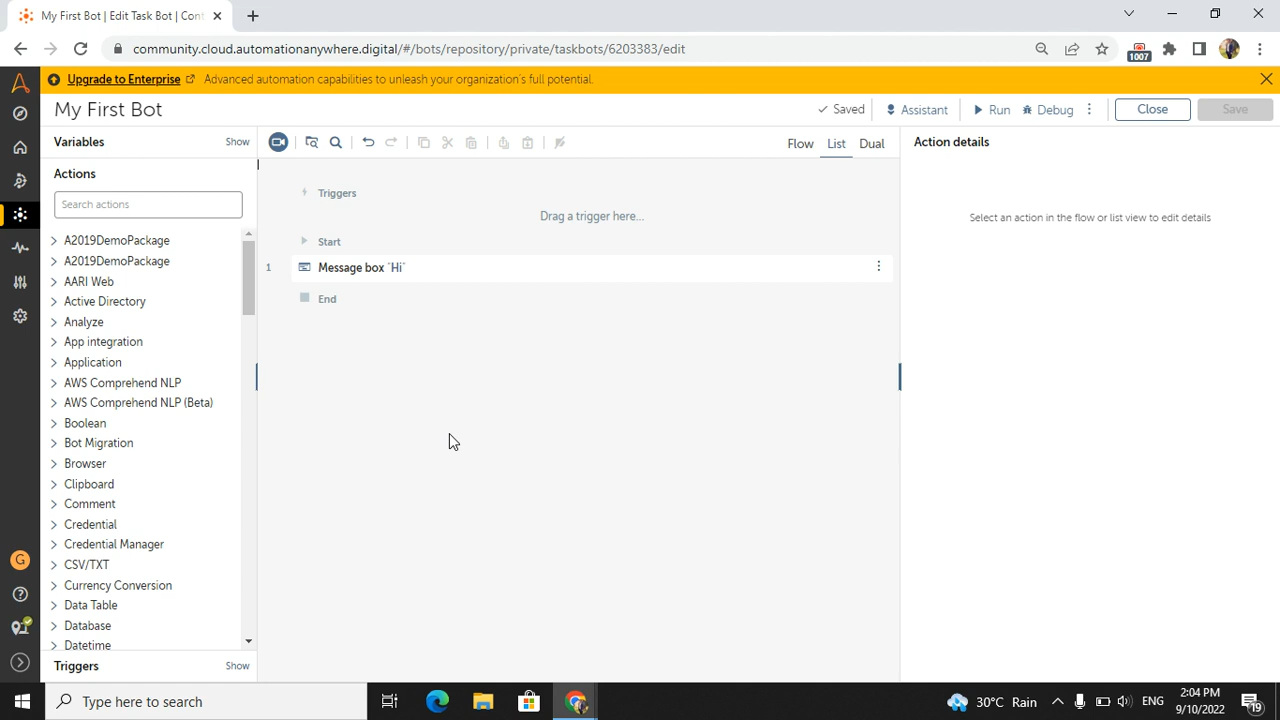 My First Bot | Edit Task Bot | Cont
community.cloud.automationanywhere.digital/#/bots/repository/private/taskbots/6203383/edit
1007
Upgrade to Enterprise Advanced automation capabilities to unleash your organization's full potential.
My First Bot
Saved
Assistant
Run
Debug
Close
Save
Variables
Show
Flow
List
Dual
Action details
Actions
Search actions
Triggers
Drag a trigger here...
Select an action in the flow or list view to edit details
Start
1 Message box "Hi"
End
A2019DemoPackage
A2019DemoPackage
AARI Web
Active Directory
Analyze
App integration
Application
AWS Comprehend NLP
AWS Comprehend NLP (Beta)
Boolean
Bot Migration
Browser
Clipboard
Comment
Credential
Credential Manager
CSV/TXT
Currency Conversion
Data Table
Database
Datetime
G
Triggers
Show
Type here to search
30°C Rain
ENG
2:04 PM
9/10/2022
19